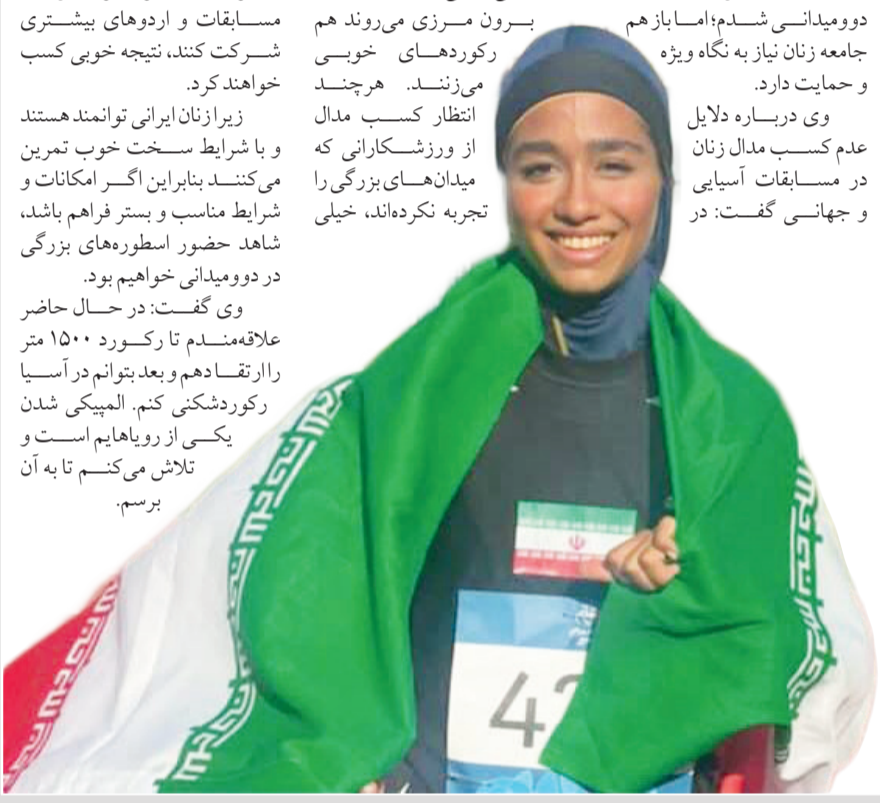 دوومیدانی شدم؛ اما باز هم
جامعه زنان نیاز به نگاه ویژه
و حمایت دارد.
وی درباره دلایل
عدم کسب مدال زنان
در مسابقات آسیایی
و جهانی گفت: در
برون مرزی می‌روند هم
رکوردهای خوبی
می‌زنند. هرچند
انتظار کسب مدال
از ورزشکارانی که
میدان‌های بزرگی را
تجربه نکرده‌اند، خیلی
مسابقات و اردوهای بیشتری
شرکت کنند، نتیجه خوبی کسب
خواهند کرد.
زیرا زنان ایرانی توانمند هستند
و با شرایط سخت خوب تمرین
می‌کنند بنابراین اگر امکانات و
شرایط مناسب و بستر فراهم باشد،
شاهد حضور اسطوره‌های بزرگی
در دوومیدانی خواهیم بود.
وی گفت: در حال حاضر
علاقه‌مندم تا رکورد ۱۵۰۰ متر
را ارتقا دهم و بعد بتوانم در آسیا
رکوردشکنی کنم. المپیکی شدن
یکی از رویاهایم است و
تلاش می‌کنم تا به آن
برسم.